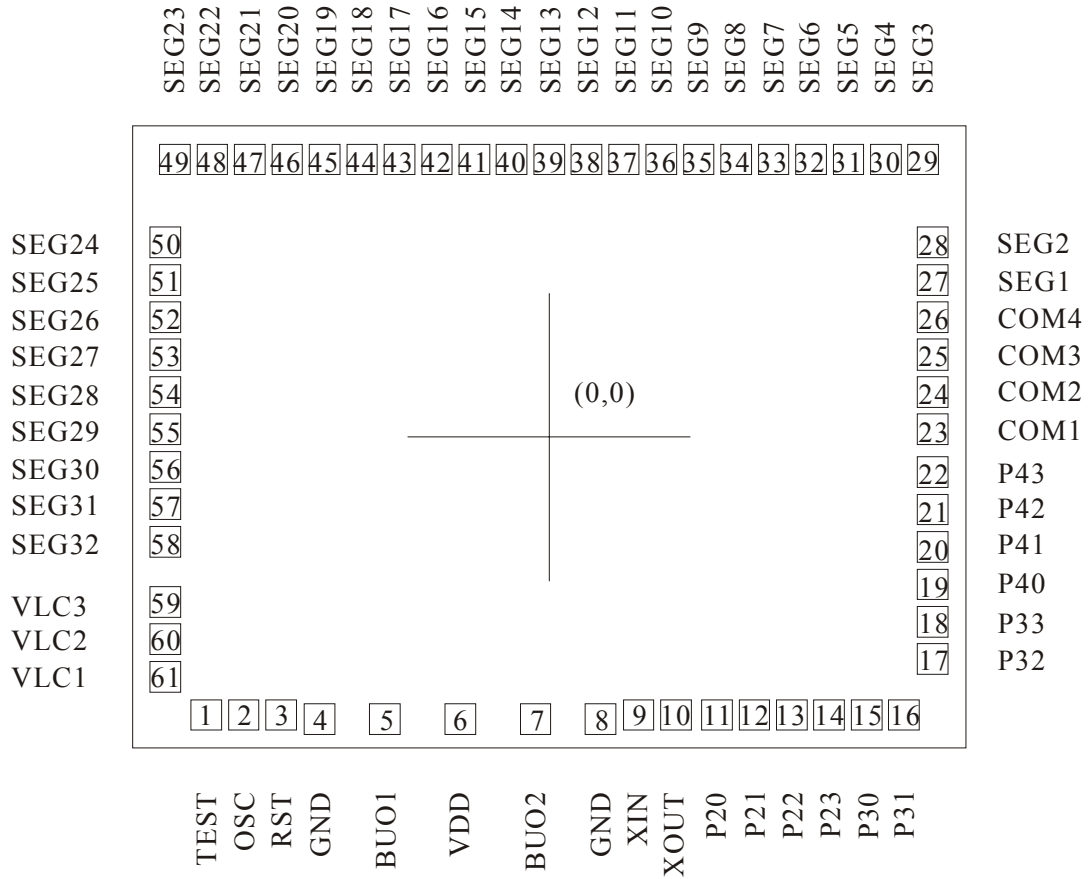 SEG23 SEG22 SEG21 SEG20 SEG19 SEG18 SEG17 SEG16 SEG15 SEG14 SEG13 SEG12 SEG11 SEG10 SEG9 SEG8 SEG7 SEG6 SEG5 SEG4 SEG3
49 48 47 46 45 44 43 42 41 40 39 38 37 36 35 34 33 32 31 30 29
SEG24 50 28 SEG2
SEG25 51 27 SEG1
SEG26 52 26 COM4
SEG27 53 25 COM3
SEG28 54 (0,0) 24 COM2
SEG29 55 23 COM1
SEG30 56 22 P43
SEG31 57 21 P42
SEG32 58 20 P41
VLC3 59 19 P40
VLC2 60 18 P33
VLC1 61 17 P32
1 2 3 4 5 6 7 8 9 10 11 12 13 14 15 16
TEST OSC RST GND BUO1 VDD BUO2 GND XIN XOUT P20 P21 P22 P23 P30 P31